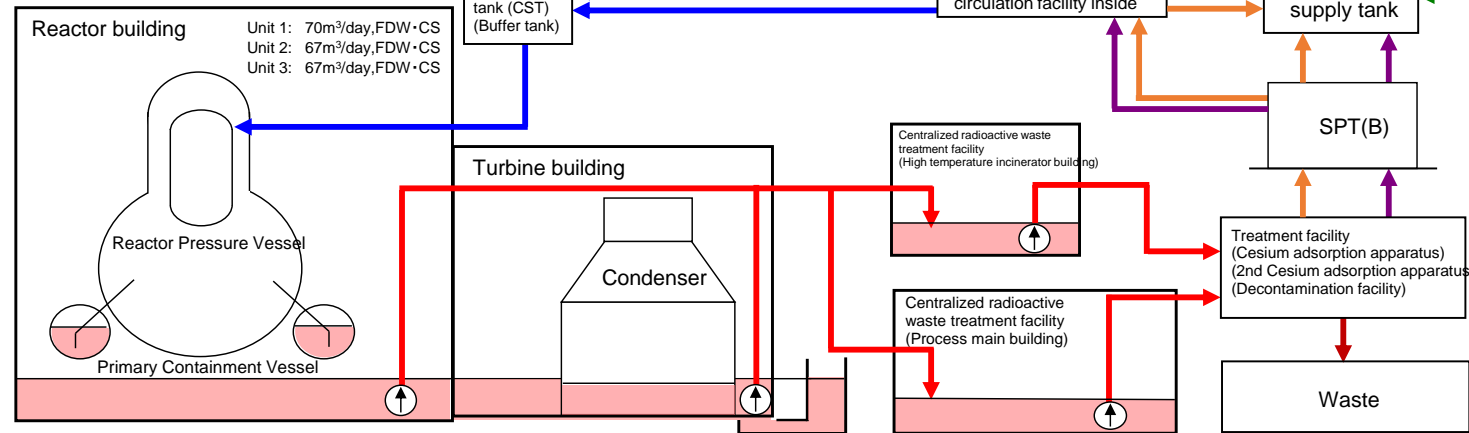 tank (CST)
(Buffer tank)
circulation facility inside
supply tank
Reactor building
Unit 1: 70m³/day,FDW・CS
Unit 2: 67m³/day,FDW・CS
Unit 3: 67m³/day,FDW・CS
SPT(B)
Centralized radioactive waste
treatment facility
(High temperature incinerator building)
Turbine building
Reactor Pressure Vessel
Condenser
Treatment facility
(Cesium adsorption apparatus)
(2nd Cesium adsorption apparatus
(Decontamination facility)
Centralized radioactive
waste treatment facility
(Process main building)
Primary Containment Vessel
Waste